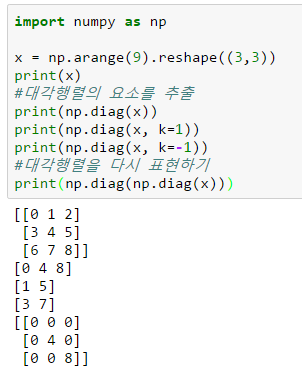 import numpy as np
x = np.arange(9).reshape((3,3))
print(x)
#대각행렬의 요소를 추출
print(np.diag(x))
print(np.diag(x, k=1))
print(np.diag(x, k=-1))
#대각행렬을 다시 표현하기
print(np.diag(np.diag(x)))
[[0 1 2]
 [3 4 5]
 [6 7 8]]
[0 4 8]
[1 5]
[3 7]
[[0 0 0]
 [0 4 0]
 [0 0 8]]